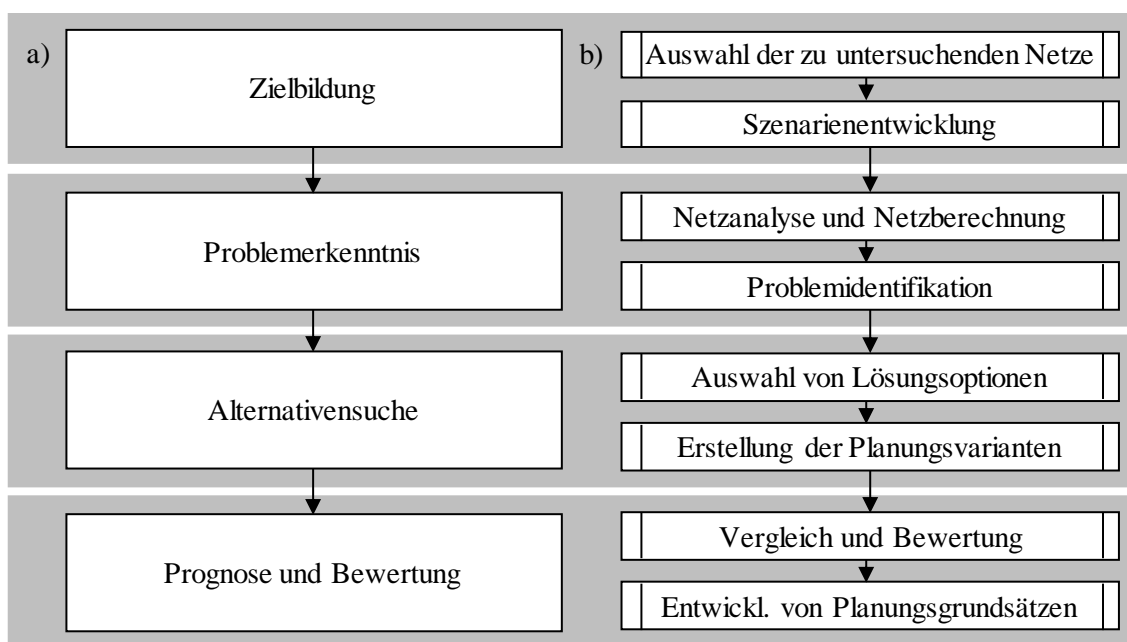 a)
Zielbildung
Problemerkenntnis
Alternativensuche
Prognose und Bewertung
b)
Auswahl der zu untersuchenden Netze
Szenarienentwicklung
Netzanalyse und Netzberechnung
Problemidentifikation
Auswahl von Lösungsoptionen
Erstellung der Planungsvarianten
Vergleich und Bewertung
Entwickl. von Planungsgrundsätzen